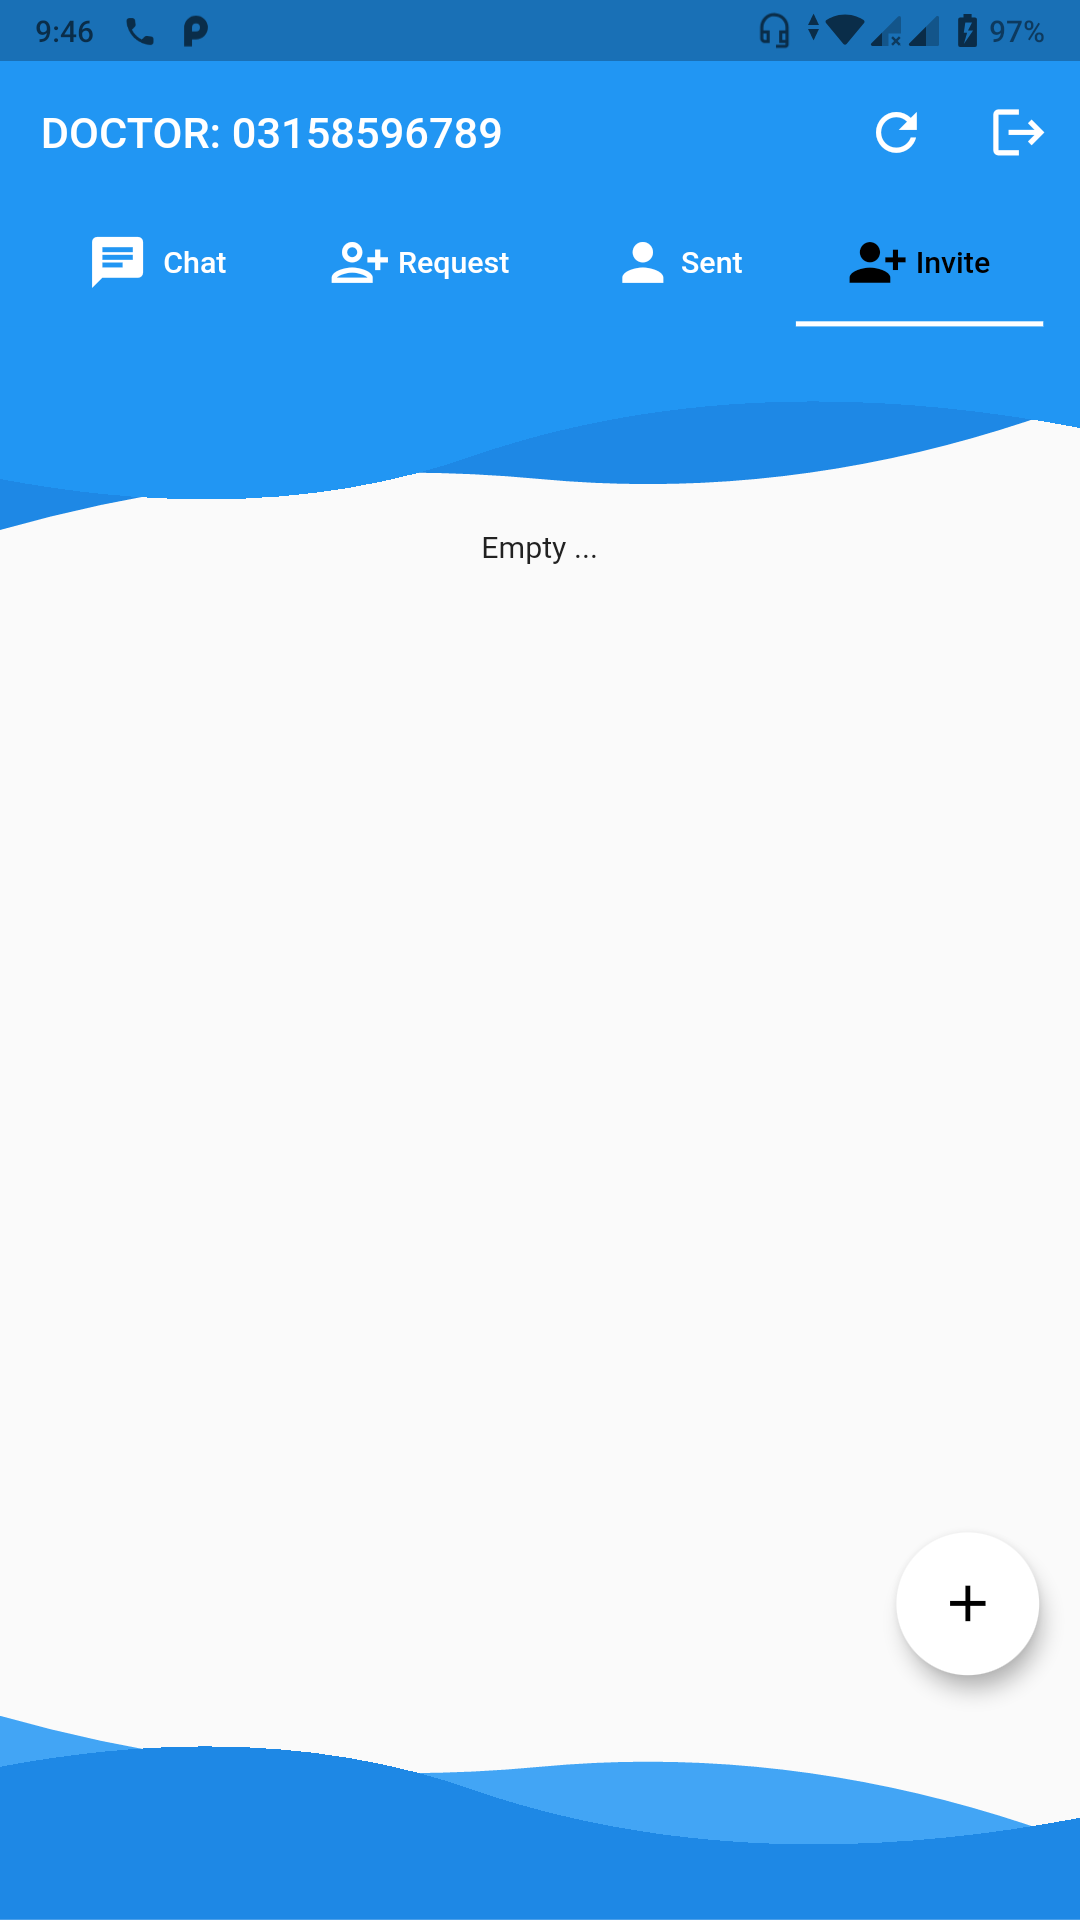 9:46 97%
DOCTOR: 03158596789
Chat Request Sent Invite
Empty ...